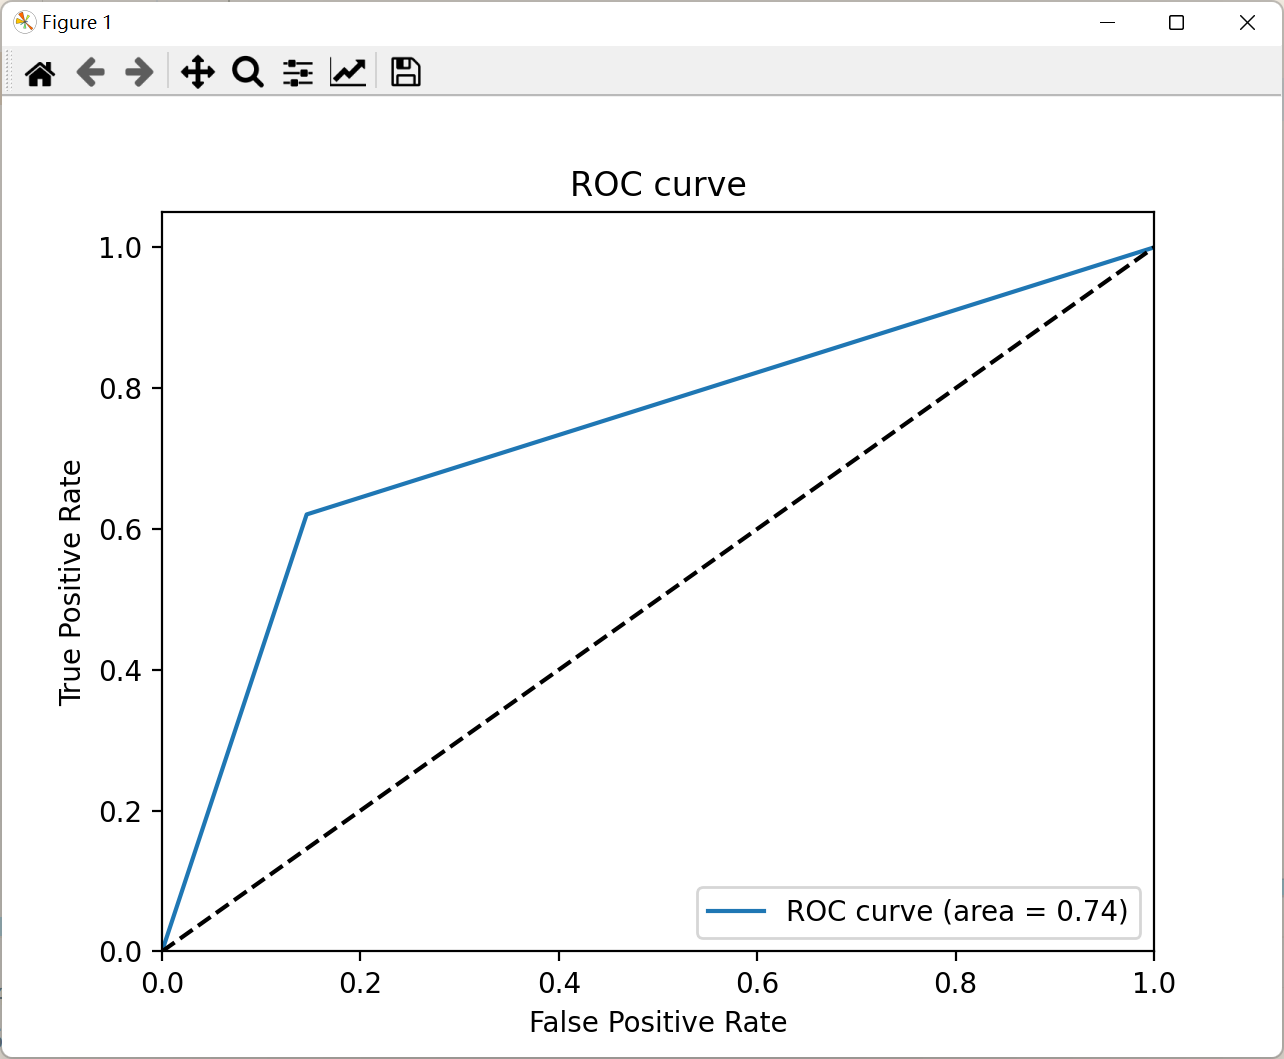 Figure 1
ROC curve
1.0
0.8
0.6
0.4
0.2
0.0
True Positive Rate
0.0 0.2 0.4 0.6 0.8 1.0
False Positive Rate
ROC curve (area = 0.74)